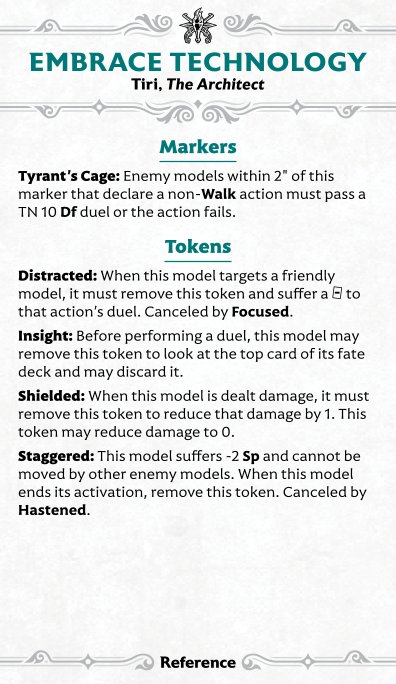 EMBRACE TECHNOLOGY
Tiri, The Architect
Markers
Tyrant's Cage: Enemy models within 2" of this
marker that declare a non-Walk action must pass a
TN 10 Df duel or the action fails.
Tokens
Distracted: When this model targets a friendly
model, it must remove this token and suffer a to
that action's duel. Canceled by Focused.
Insight: Before performing a duel, this model may
remove this token to look at the top card of its fate
deck and may discard it.
Shielded: When this model is dealt damage, it must
remove this token to reduce that damage by 1. This
token may reduce damage to 0.
Staggered: This model suffers -2 Sp and cannot be
moved by other enemy models. When this model
ends its activation, remove this token. Canceled by
Hastened.
Reference